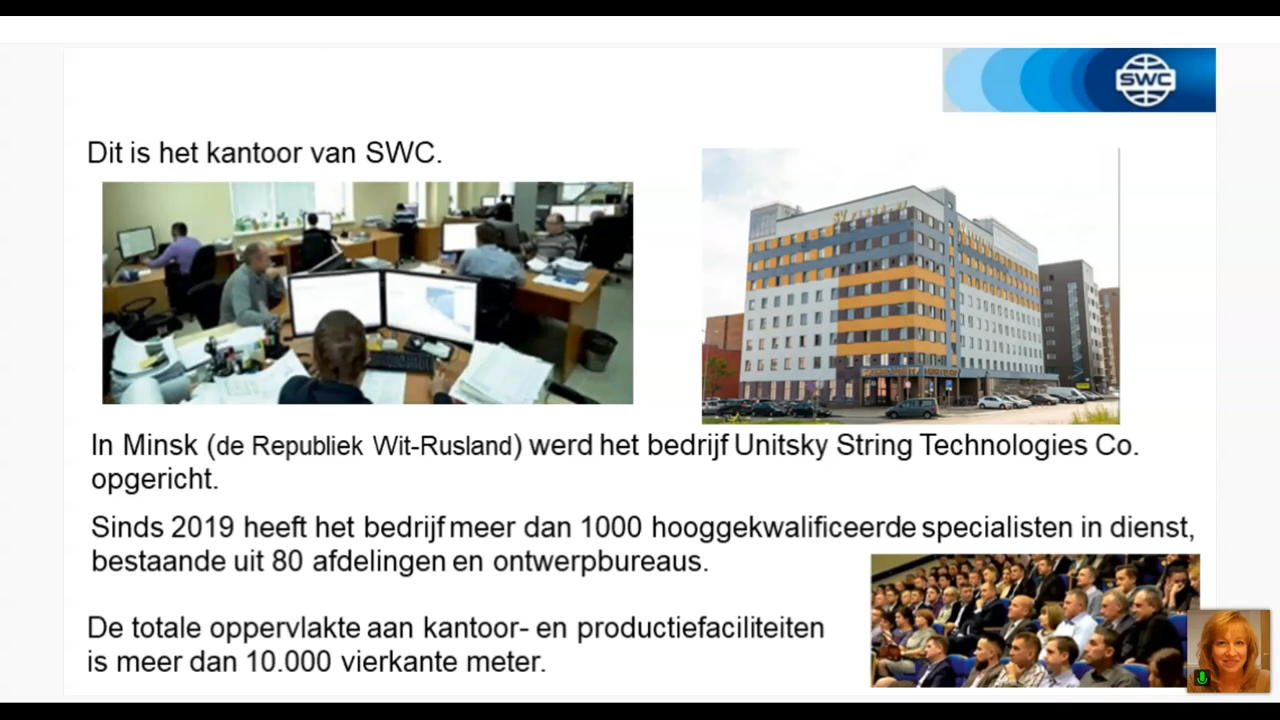 SWC
Dit is het kantoor van SWC.
In Minsk (de Republiek Wit-Rusland) werd het bedrijf Unitsky String Technologies Co.
opgericht.
Sinds 2019 heeft het bedrijf meer dan 1000 hooggekwalificeerde specialisten in dienst,
bestaande uit 80 afdelingen en ontwerpbureaus.
De totale oppervlakte aan kantoor- en productiefaciliteiten
is meer dan 10.000 vierkante meter.